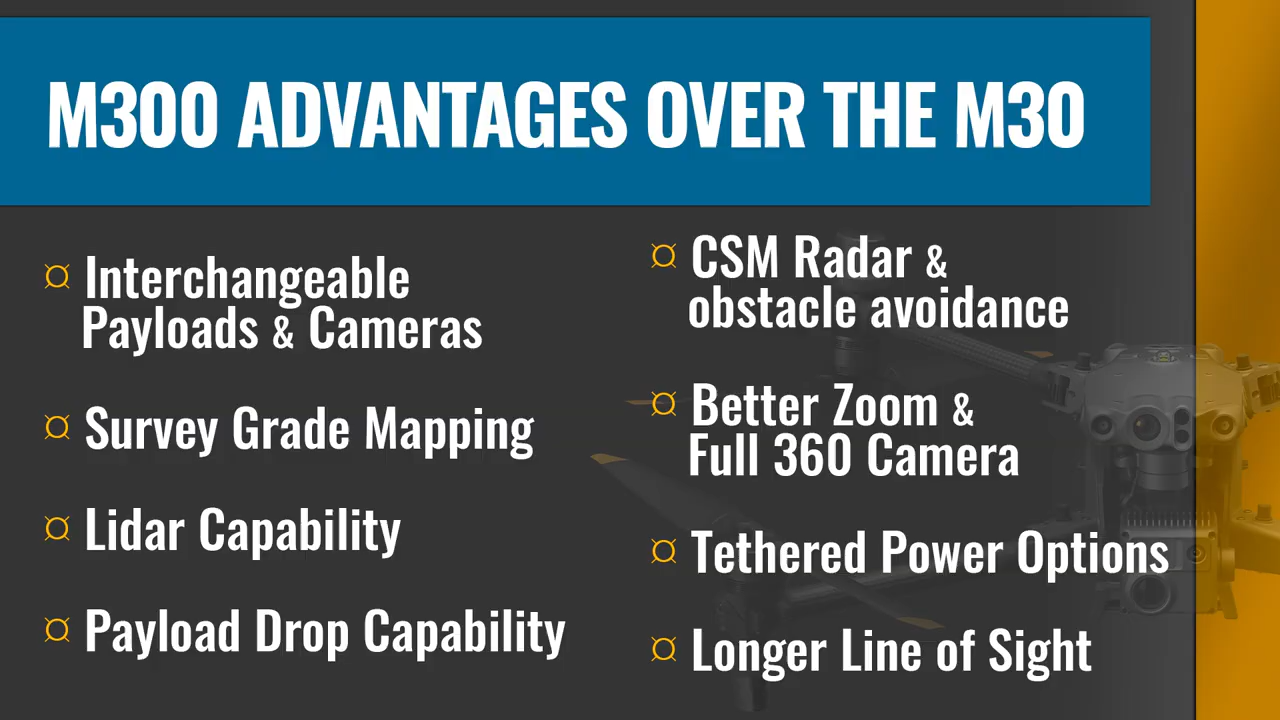 M300 ADVANTAGES OVER THE M30
¤ Interchangeable
Payloads & Cameras
¤ Survey Grade Mapping
¤ Lidar Capability
¤ Payload Drop Capability
¤ CSM Radar &
obstacle avoidance
¤ Better Zoom &
Full 360 Camera
¤ Tethered Power Options
¤ Longer Line of Sight